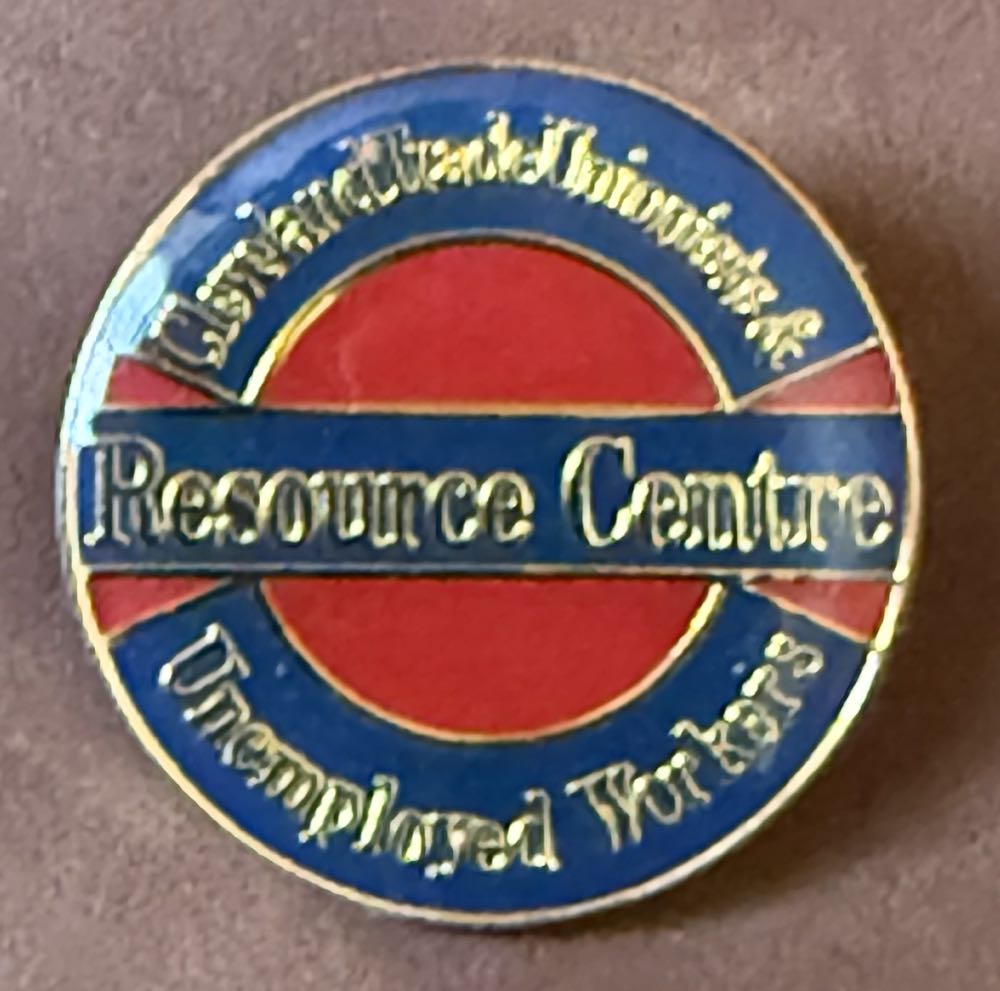 Cleveland Trade Unionists &
Resource Centre
Unemployed Workers